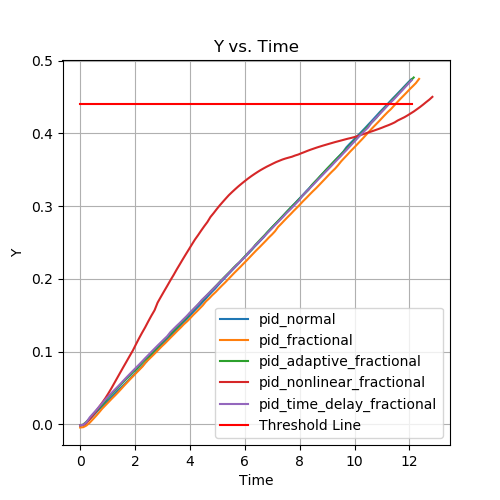 Y vs. Time
0.5
0.4
0.3
0.2
0.1
0.0
Y
pid_normal
pid_fractional
pid_adaptive_fractional
pid_nonlinear_fractional
pid_time_delay_fractional
Threshold Line
0 2 4 6 8 10 12
Time